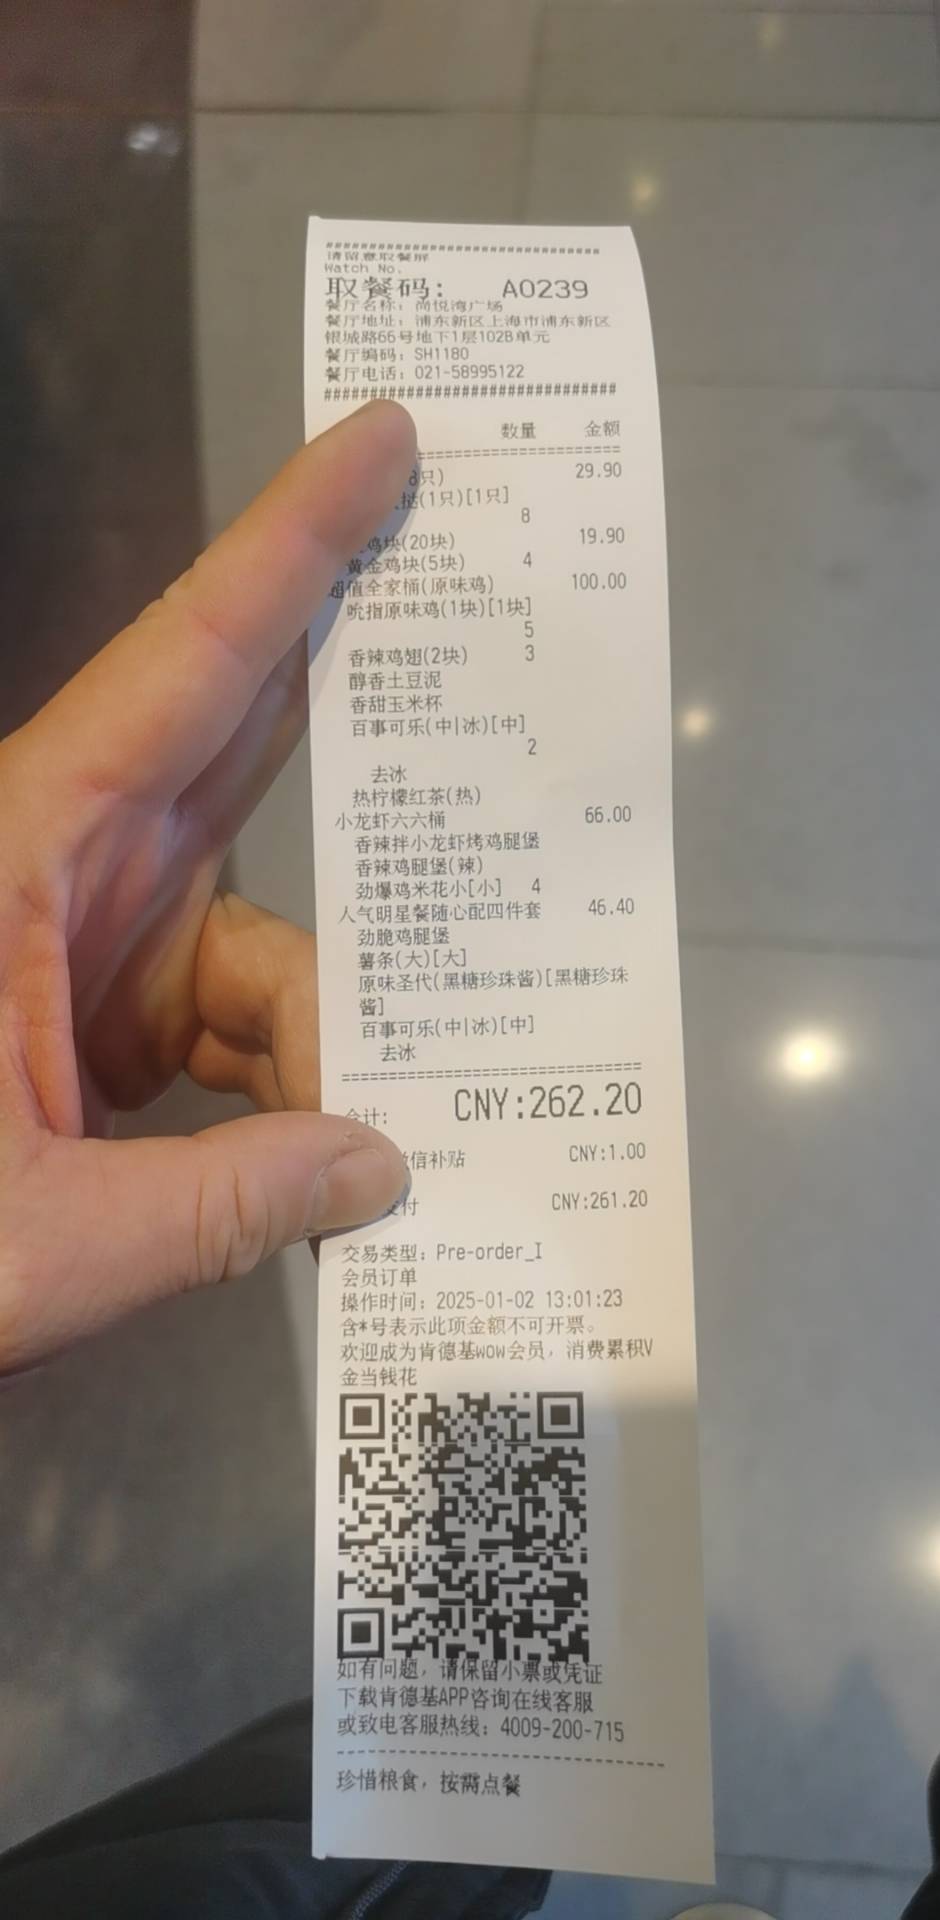 ##############################
请留意取餐屏
Watch No.
取餐码: A0239
餐厅名称: 尚悦湾广场
餐厅地址: 浦东新区上海市浦东新区
银城路66号地下1层102B单元
餐厅编码: SH1180
餐厅电话: 021-58995122
##############################
数量 金额
========================
8只) 29.90
挞(1只)[1只]
8
鸡块(20块) 19.90
黄金鸡块(5块) 4
超值全家桶(原味鸡) 100.00
吮指原味鸡(1块)[1块]
5
香辣鸡翅(2块) 3
醇香土豆泥
香甜玉米杯
百事可乐(中|冰)[中]
2
去冰
热柠檬红茶(热)
小龙虾六六桶 66.00
香辣拌小龙虾烤鸡腿堡
香辣鸡腿堡(辣)
劲爆鸡米花小[小] 4
人气明星餐随心配四件套 46.40
劲脆鸡腿堡
薯条(大)[大]
原味圣代(黑糖珍珠酱)[黑糖珍珠
酱]
百事可乐(中|冰)[中]
去冰
==============================
合计: CNY:262.20
微信补贴 CNY:1.00
支付 CNY:261.20
交易类型: Pre-order_I
会员订单
操作时间: 2025-01-02 13:01:23
含*号表示此项金额不可开票。
欢迎成为肯德基wow会员, 消费累积V
金当钱花
如有问题, 请保留小票或凭证
下载肯德基APP咨询在线客服
或致电客服热线: 4009-200-715
------------------------------
珍惜粮食, 按需点餐